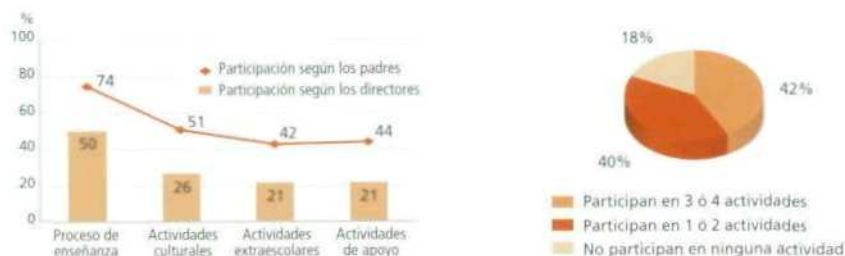 %
100
80
60
40
20
0
74
51
42
44
Participación según los padres
Participación según los directores
50
26
21
21
Proceso de
enseñanza
Actividades
culturales
Actividades
extraescolares
Actividades
de apoyo
18%
42%
40%
Participan en 3 ó 4 actividades
Participan en 1 ó 2 actividades
No participan en ninguna actividad